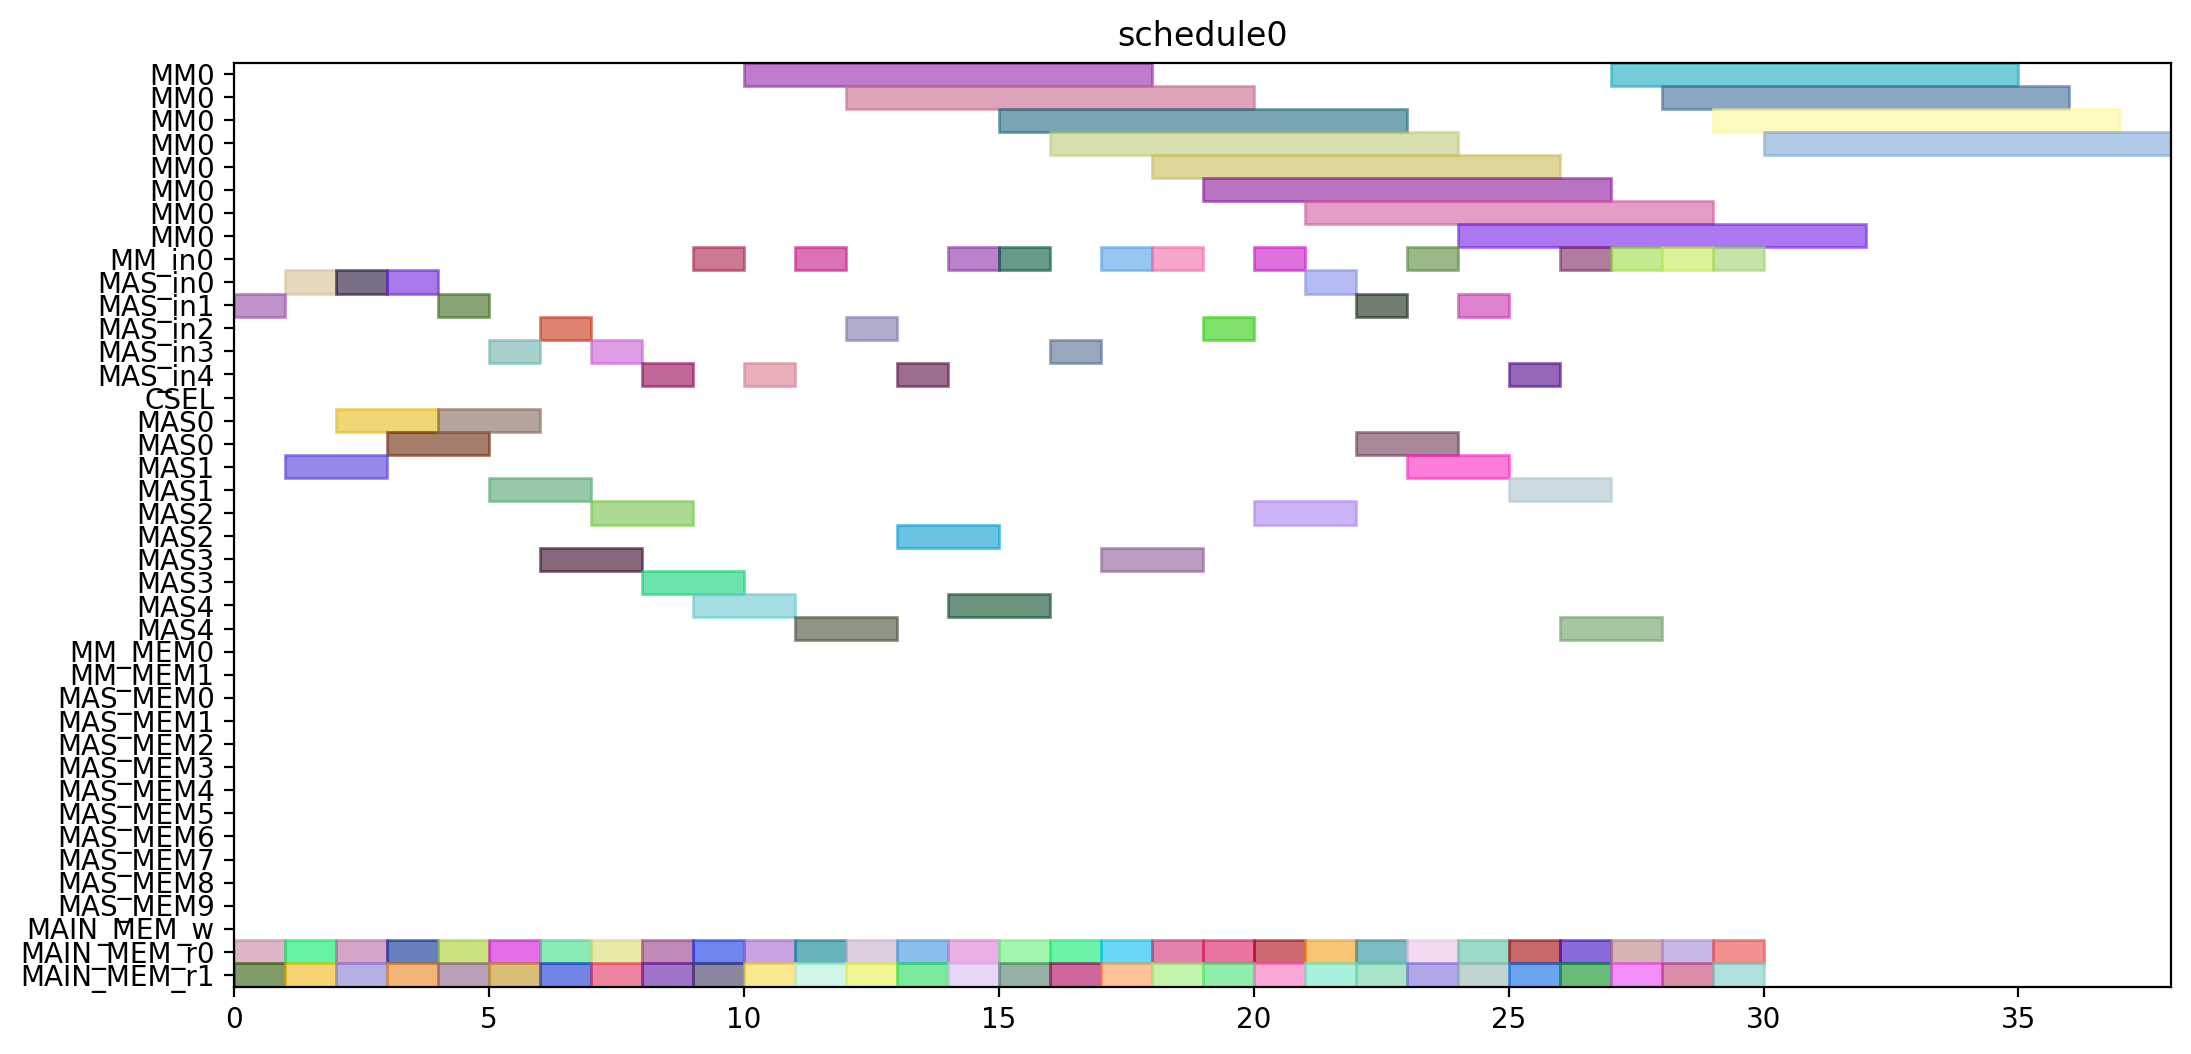 schedule0
MM0
MM0
MM0
MM0
MM0
MM0
MM0
MM0
MM_in0
MAS_in0
MAS_in1
MAS_in2
MAS_in3
MAS_in4
CSEL
MAS0
MAS0
MAS1
MAS1
MAS2
MAS2
MAS3
MAS3
MAS4
MAS4
MM_MEM0
MM_MEM1
MAS_MEM0
MAS_MEM1
MAS_MEM2
MAS_MEM3
MAS_MEM4
MAS_MEM5
MAS_MEM6
MAS_MEM7
MAS_MEM8
MAS_MEM9
MAIN_MEM_w
MAIN_MEM_r0
MAIN_MEM_r1
0 5 10 15 20 25 30 35